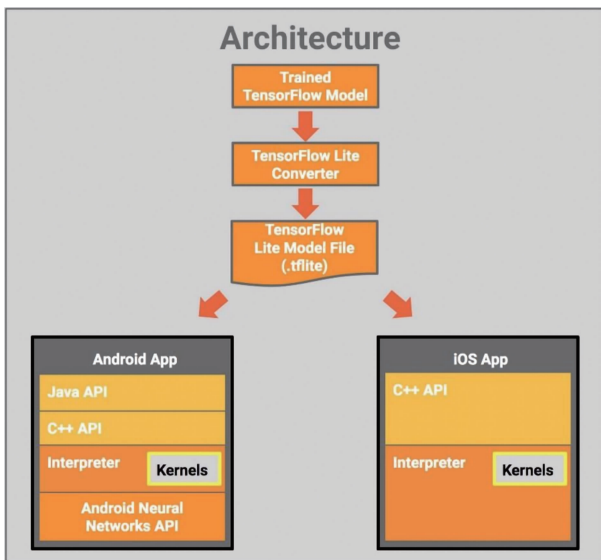 Architecture
Trained
TensorFlow Model
TensorFlow Lite
Converter
TensorFlow
Lite Model File
(.tflite)
Android App
Java API
C++ API
Interpreter
Kernels
Android Neural
Networks API
iOS App
C++ API
Interpreter
Kernels